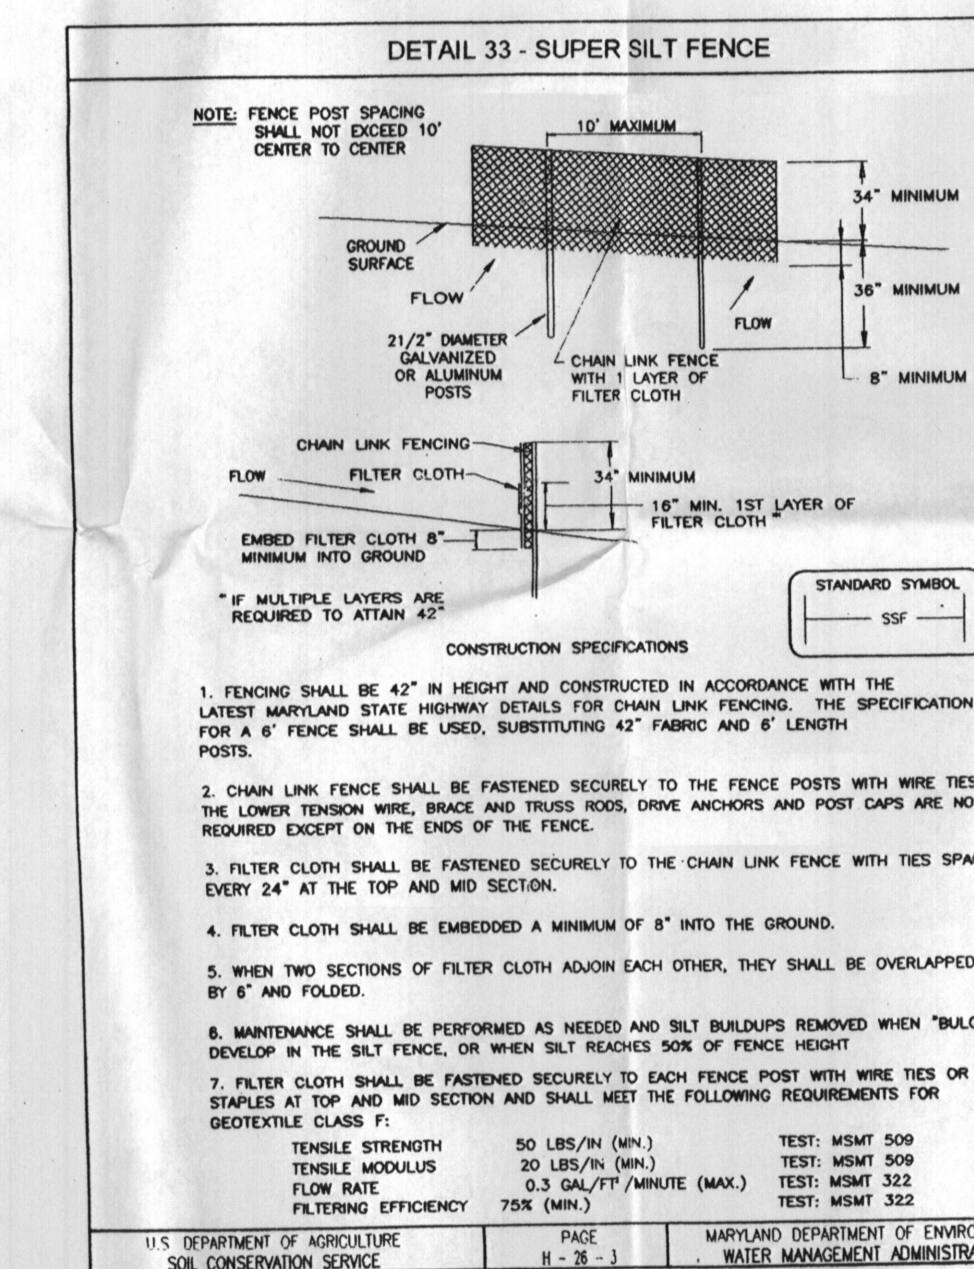 DETAIL 33 - SUPER SILT FENCE
NOTE: FENCE POST SPACING
SHALL NOT EXCEED 10'
CENTER TO CENTER
10' MAXIMUM
34" MINIMUM
GROUND
SURFACE
36" MINIMUM
FLOW
FLOW
21/2" DIAMETER
GALVANIZED
OR ALUMINUM
POSTS
CHAIN LINK FENCE
WITH 1 LAYER OF
FILTER CLOTH
8" MINIMUM
CHAIN LINK FENCING
FLOW
FILTER CLOTH
34" MINIMUM
16" MIN. 1ST LAYER OF
FILTER CLOTH *
EMBED FILTER CLOTH 8"
MINIMUM INTO GROUND
* IF MULTIPLE LAYERS ARE
REQUIRED TO ATTAIN 42"
STANDARD SYMBOL
SSF
CONSTRUCTION SPECIFICATIONS
1. FENCING SHALL BE 42" IN HEIGHT AND CONSTRUCTED IN ACCORDANCE WITH THE
LATEST MARYLAND STATE HIGHWAY DETAILS FOR CHAIN LINK FENCING. THE SPECIFICATION
FOR A 6' FENCE SHALL BE USED, SUBSTITUTING 42" FABRIC AND 6' LENGTH
POSTS.
2. CHAIN LINK FENCE SHALL BE FASTENED SECURELY TO THE FENCE POSTS WITH WIRE TIES
THE LOWER TENSION WIRE, BRACE AND TRUSS RODS, DRIVE ANCHORS AND POST CAPS ARE NO
REQUIRED EXCEPT ON THE ENDS OF THE FENCE.
3. FILTER CLOTH SHALL BE FASTENED SECURELY TO THE CHAIN LINK FENCE WITH TIES SPA
EVERY 24" AT THE TOP AND MID SECTION.
4. FILTER CLOTH SHALL BE EMBEDDED A MINIMUM OF 8" INTO THE GROUND.
5. WHEN TWO SECTIONS OF FILTER CLOTH ADJOIN EACH OTHER, THEY SHALL BE OVERLAPPED
BY 6" AND FOLDED.
6. MAINTENANCE SHALL BE PERFORMED AS NEEDED AND SILT BUILDUPS REMOVED WHEN "BULG
DEVELOP IN THE SILT FENCE, OR WHEN SILT REACHES 50% OF FENCE HEIGHT
7. FILTER CLOTH SHALL BE FASTENED SECURELY TO EACH FENCE POST WITH WIRE TIES OR
STAPLES AT TOP AND MID SECTION AND SHALL MEET THE FOLLOWING REQUIREMENTS FOR
GEOTEXTILE CLASS F:
TENSILE STRENGTH 50 LBS/IN (MIN.) TEST: MSMT 509
TENSILE MODULUS 20 LBS/IN (MIN.) TEST: MSMT 509
FLOW RATE 0.3 GAL/FT² /MINUTE (MAX.) TEST: MSMT 322
FILTERING EFFICIENCY 75% (MIN.) TEST: MSMT 322
U.S DEPARTMENT OF AGRICULTURE
SOIL CONSERVATION SERVICE
PAGE
H - 26 - 3
MARYLAND DEPARTMENT OF ENVIRO
WATER MANAGEMENT ADMINISTRA